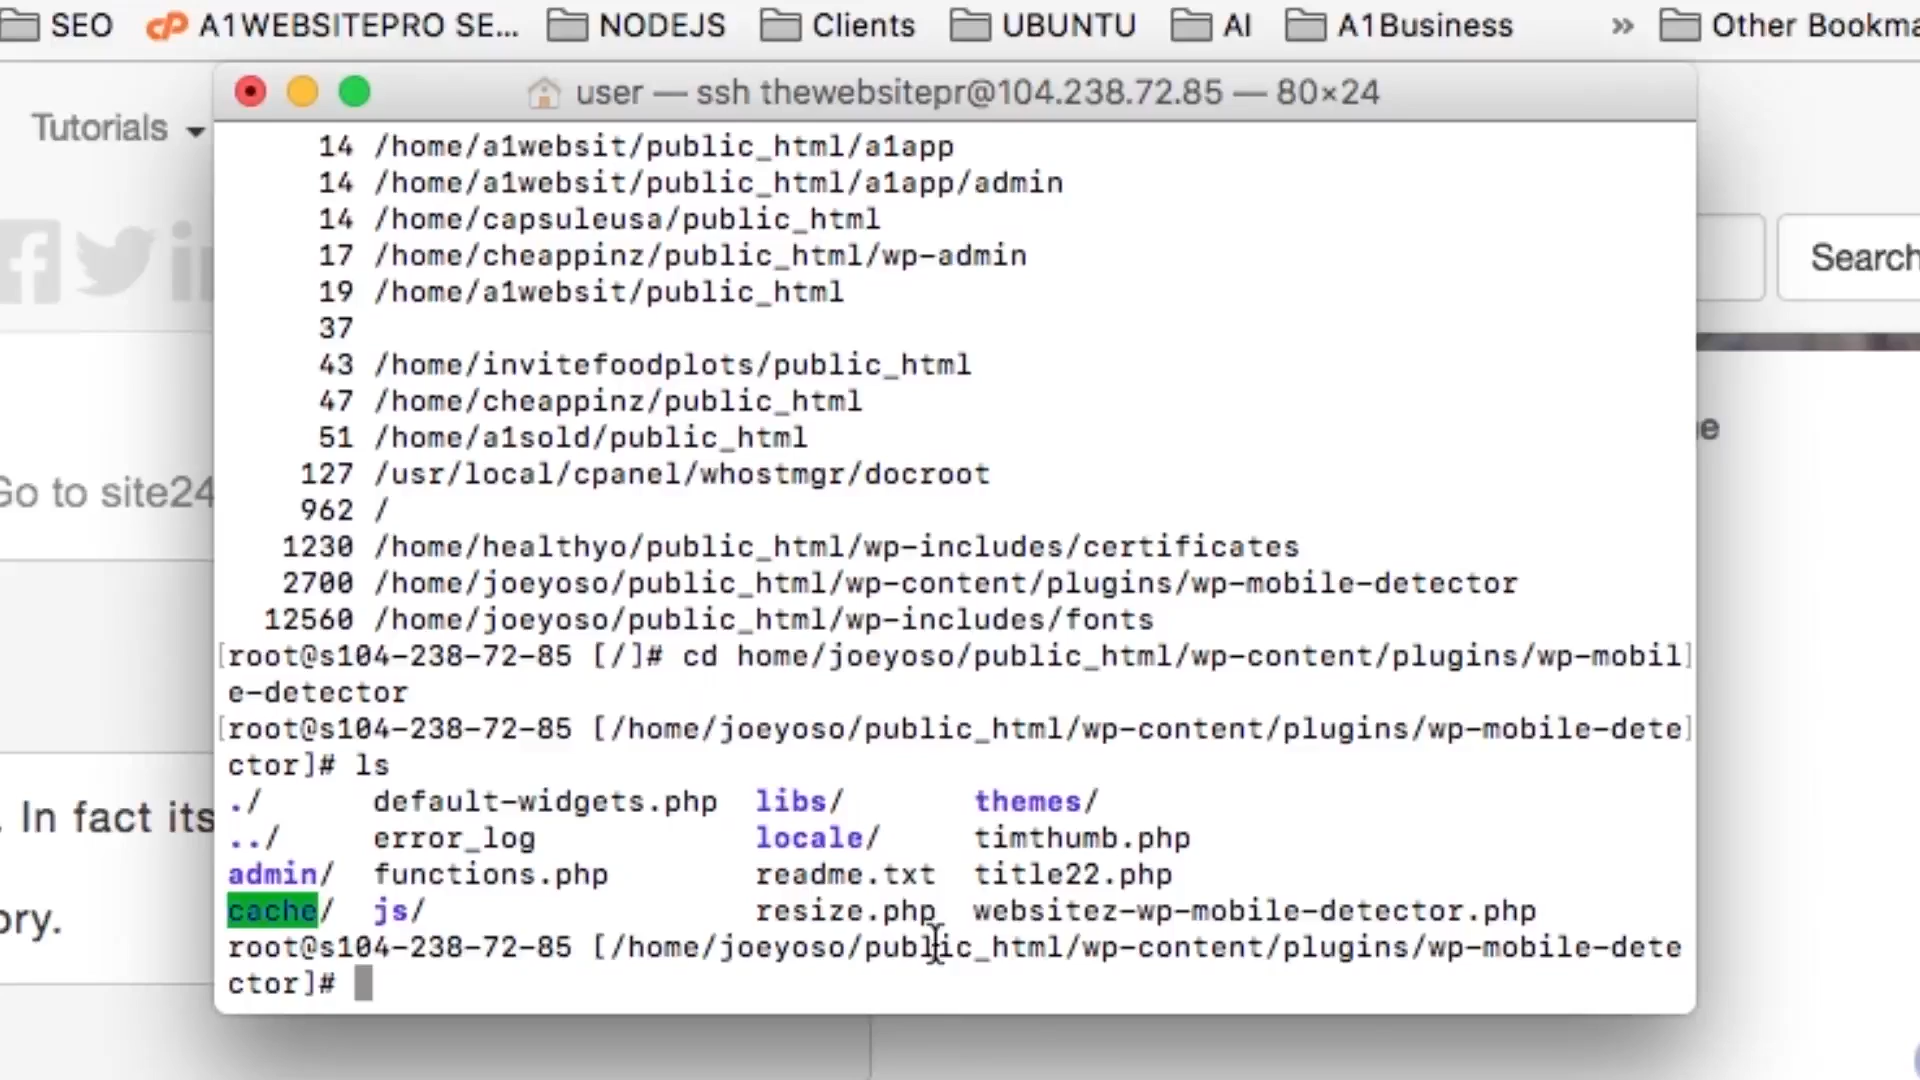 SEO A1WEBSITEPRO SE... NODEJS Clients UBUNTU AI A1Business » Other Bookma
user — ssh thewebsitepr@104.238.72.85 — 80×24
Tutorials
14 /home/a1websit/public_html/a1app
14 /home/a1websit/public_html/a1app/admin
14 /home/capsuleusa/public_html
17 /home/cheappinz/public_html/wp-admin
Search
19 /home/a1websit/public_html
37
43 /home/invitefoodplots/public_html
47 /home/cheappinz/public_html
51 /home/a1sold/public_html
127 /usr/local/cpanel/whostmgr/docroot
Go to site24
962 /
1230 /home/healthyo/public_html/wp-includes/certificates
2700 /home/joeyoso/public_html/wp-content/plugins/wp-mobile-detector
12560 /home/joeyoso/public_html/wp-includes/fonts
[root@s104-238-72-85 [/]# cd home/joeyoso/public_html/wp-content/plugins/wp-mobil]
e-detector
[root@s104-238-72-85 [/home/joeyoso/public_html/wp-content/plugins/wp-mobile-dete]
ctor]# ls
./ default-widgets.php libs/ themes/
. In fact its
../ error_log locale/ timthumb.php
admin/ functions.php readme.txt title22.php
cache/ js/ resize.php websitez-wp-mobile-detector.php
ory.
root@s104-238-72-85 [/home/joeyoso/public_html/wp-content/plugins/wp-mobile-dete
ctor]#